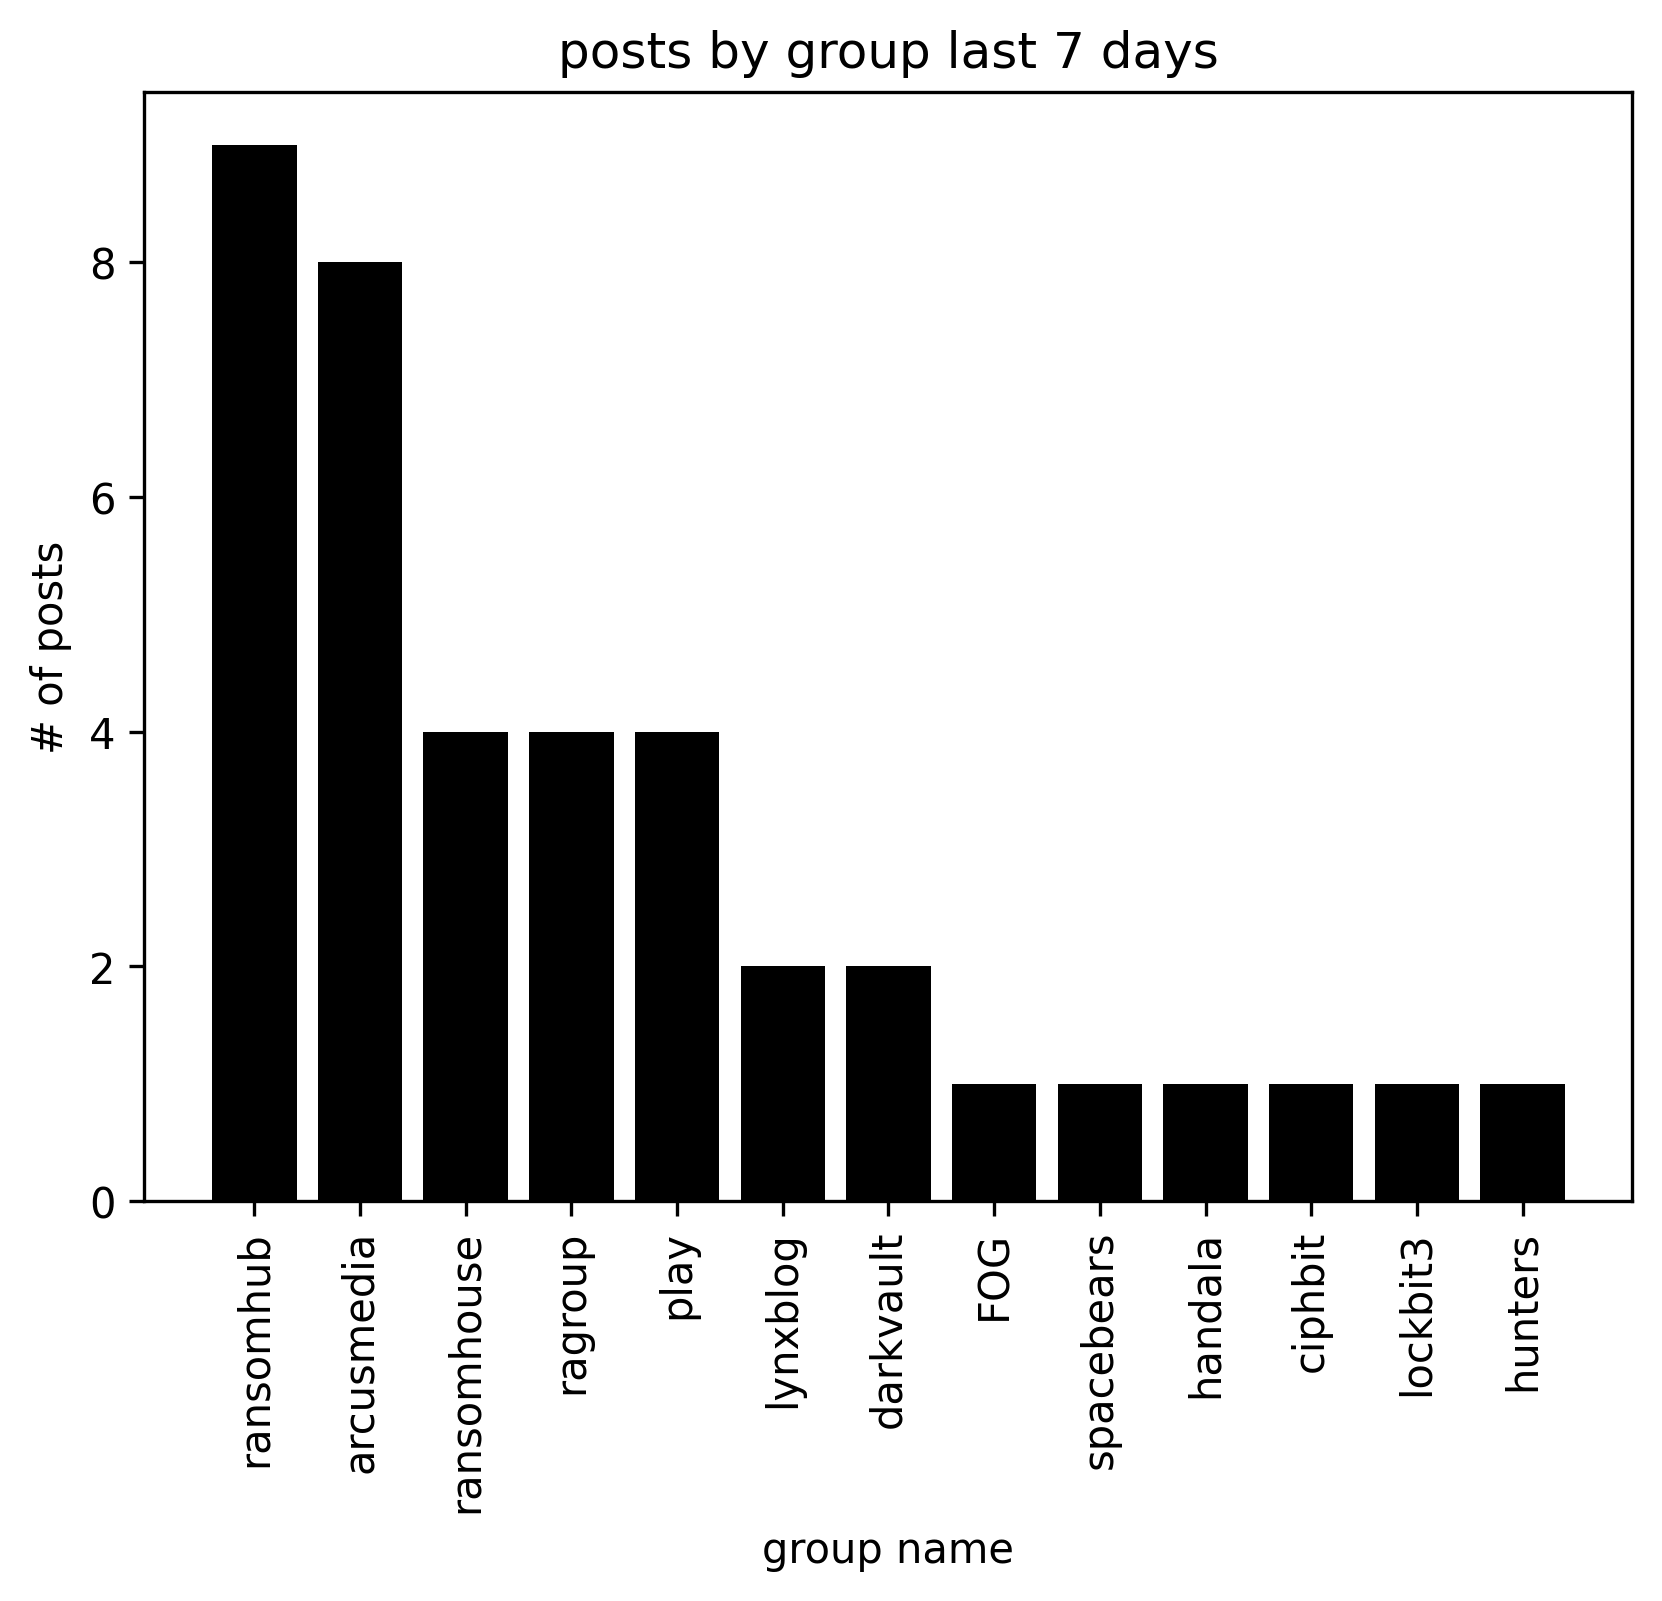 posts by group last 7 days
# of posts
8
6
4
2
0
ransomhub
arcusmedia
ransomhouse
ragroup
play
lynxblog
darkvault
FOG
spacebears
handala
ciphbit
lockbit3
hunters
group name